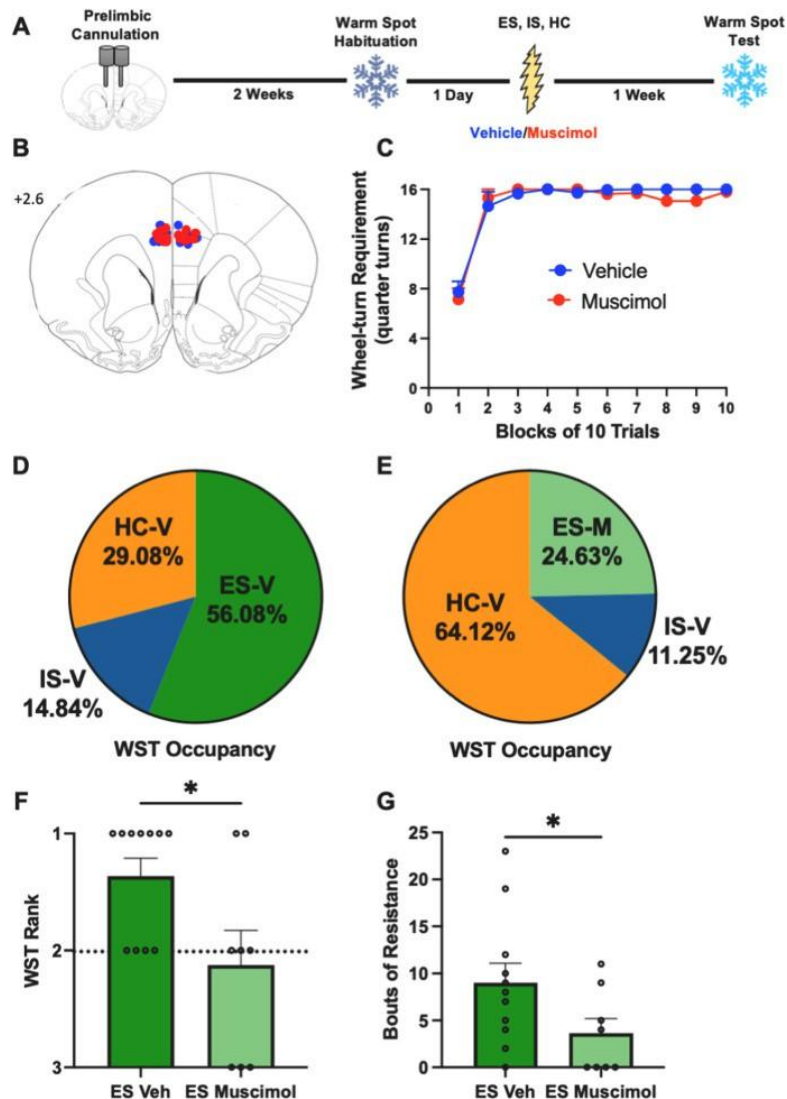 A
Prelimbic
Cannulation
Warm Spot
Habituation
ES, IS, HC
Warm Spot
Test
2 Weeks
1 Day
1 Week
Vehicle/Muscimol
B
+2.6
C
Wheel-turn Requirement
(quarter turns)
16
12
8
4
0
Vehicle
Muscimol
0 1 2 3 4 5 6 7 8 9 10
Blocks of 10 Trials
D
HC-V
29.08%
ES-V
56.08%
IS-V
14.84%
WST Occupancy
E
ES-M
24.63%
HC-V
64.12%
IS-V
11.25%
WST Occupancy
F
*
WST Rank
1
2
3
ES Veh ES Muscimol
G
*
Bouts of Resistance
25
20
15
10
5
0
ES Veh ES Muscimol